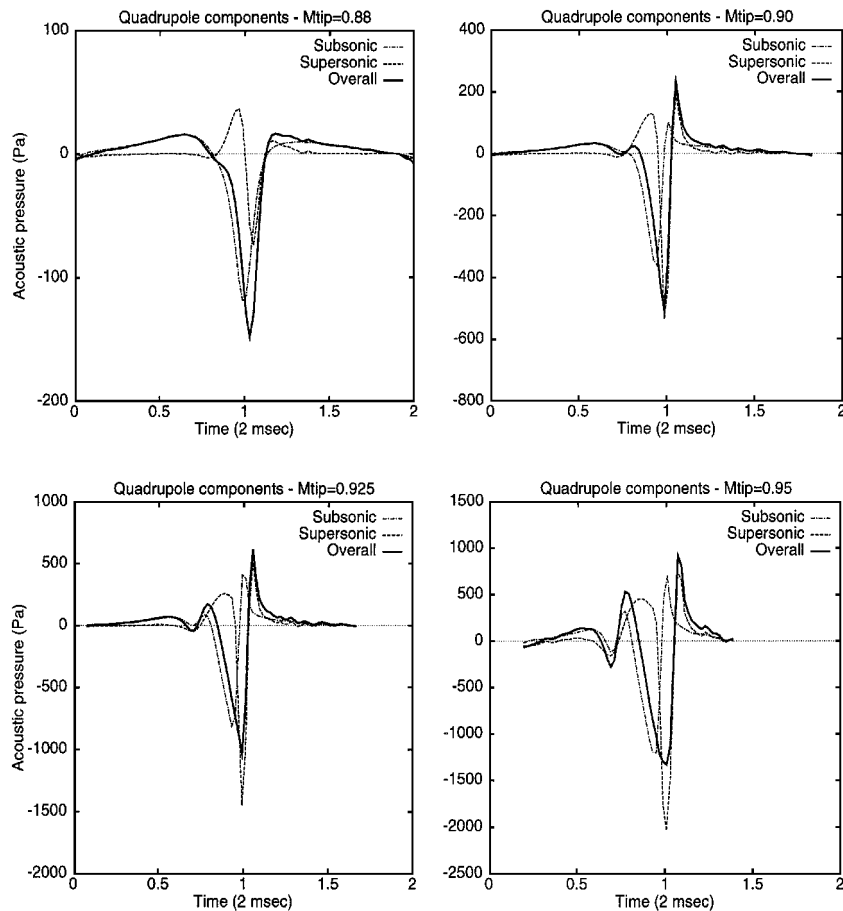 Quadrupole components - Mtip=0.88
100
0
-100
-200
Acoustic pressure (Pa)
Subsonic
Supersonic
Overall
0
0.5
1
1.5
2
Time (2 msec)
Quadrupole components - Mtip=0.90
400
200
0
-200
-400
-600
-800
Subsonic
Supersonic
Overall
0
0.5
1
1.5
2
Time (2 msec)
Quadrupole components - Mtip=0.925
1000
500
0
-500
-1000
-1500
-2000
Acoustic pressure (Pa)
Subsonic
Supersonic
Overall
0
0.5
1
1.5
2
Time (2 msec)
Quadrupole components - Mtip=0.95
1500
1000
500
0
-500
-1000
-1500
-2000
-2500
Subsonic
Supersonic
Overall
0
0.5
1
1.5
2
Time (2 msec)